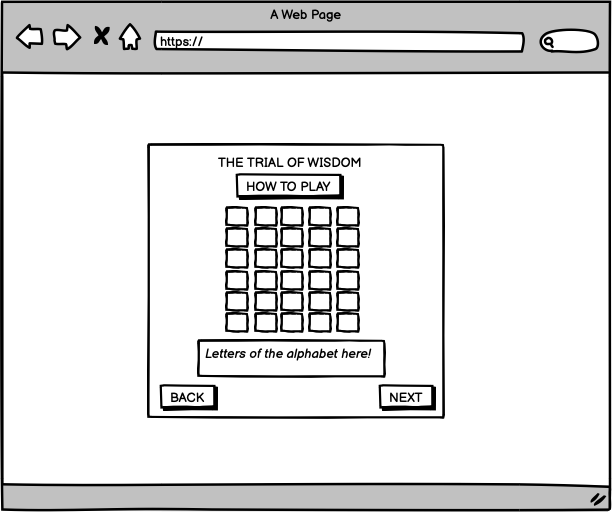 A Web Page
https://
THE TRIAL OF WISDOM
HOW TO PLAY
Letters of the alphabet here!
BACK
NEXT